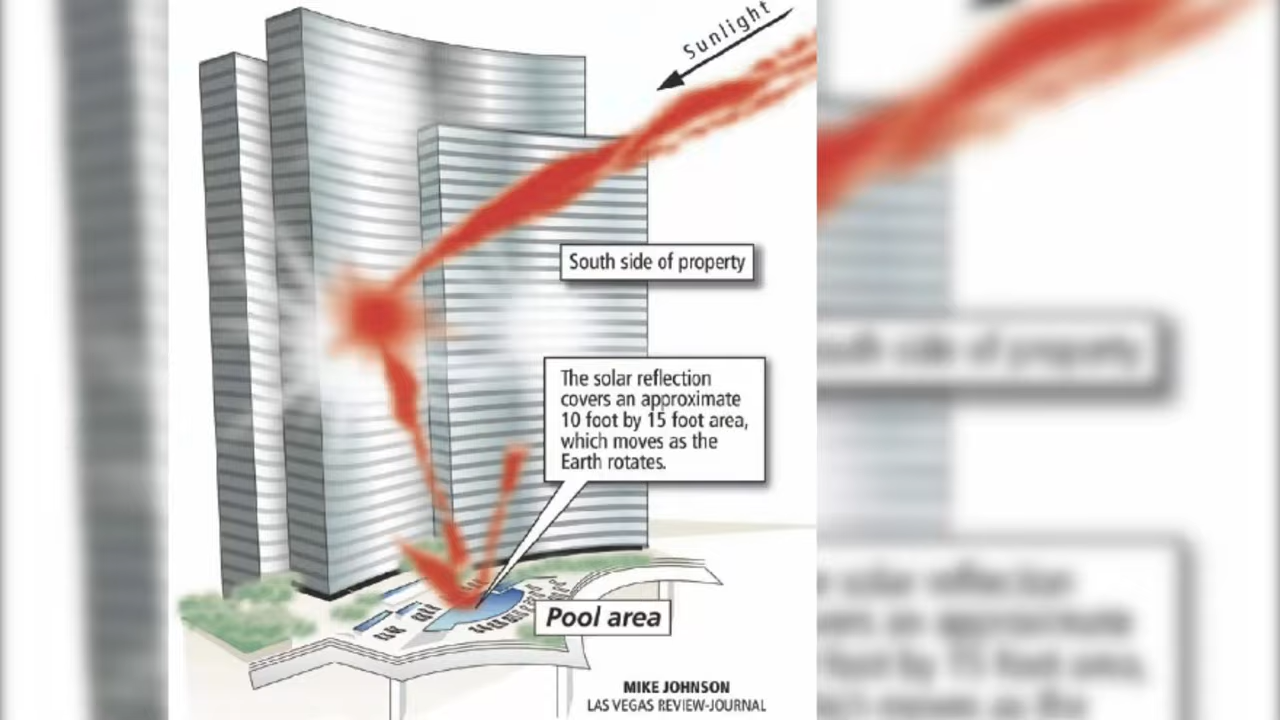 Sunlight
South side of property
The solar reflection
covers an approximate
10 foot by 15 foot area,
which moves as the
Earth rotates.
Pool area
MIKE JOHNSON
LAS VEGAS REVIEW-JOURNAL